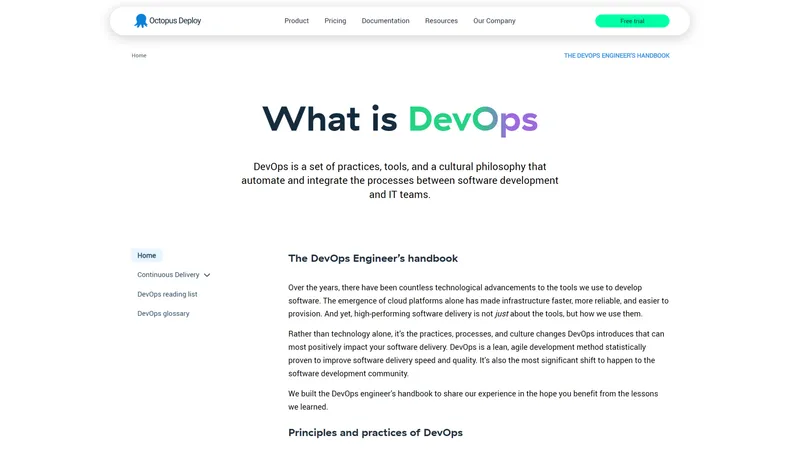 Octopus Deploy
Product
Pricing
Documentation
Resources
Our Company
Free trial
Home
THE DEVOPS ENGINEER'S HANDBOOK
What is DevOps
DevOps is a set of practices, tools, and a cultural philosophy that
automate and integrate the processes between software development
and IT teams.
Home
Continuous Delivery
DevOps reading list
DevOps glossary
The DevOps Engineer's handbook
Over the years, there have been countless technological advancements to the tools we use to develop
software. The emergence of cloud platforms alone has made infrastructure faster, more reliable, and easier to
provision. And yet, high-performing software delivery is not just about the tools, but how we use them.
Rather than technology alone, it's the practices, processes, and culture changes DevOps introduces that can
most positively impact your software delivery. DevOps is a lean, agile development method statistically
proven to improve software delivery speed and quality. It's also the most significant shift to happen to the
software development community.
We built the DevOps engineer's handbook to share our experience in the hope you benefit from the lessons
we learned.
Principles and practices of DevOps